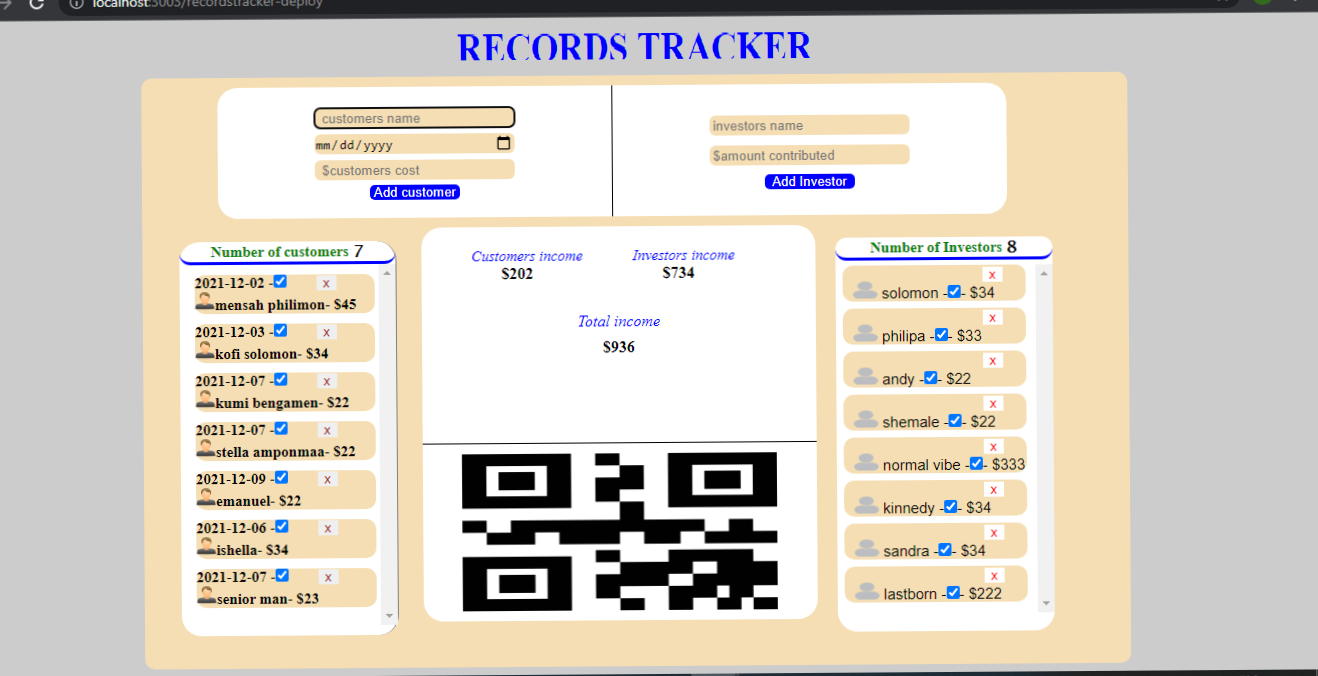 localhost:3003/recordstracker-deploy
RECORDS TRACKER
customers name
mm/dd/yyyy
$customers cost
Add customer
investors name
$amount contributed
Add Investor
Number of customers 7
2021-12-02 - x
mensah philimon- $45
2021-12-03 - x
kofi solomon- $34
2021-12-07 - x
kumi bengamen- $22
2021-12-07 - x
stella amponmaa- $22
2021-12-09 - x
emanuel- $22
2021-12-06 - x
ishella- $34
2021-12-07 - x
senior man- $23
Customers income
$202
Investors income
$734
Total income
$936
Number of Investors 8
x
solomon -- $34
x
philipa -- $33
x
andy -- $22
x
shemale -- $22
x
normal vibe -- $333
x
kinnedy -- $34
x
sandra -- $34
x
lastborn -- $222